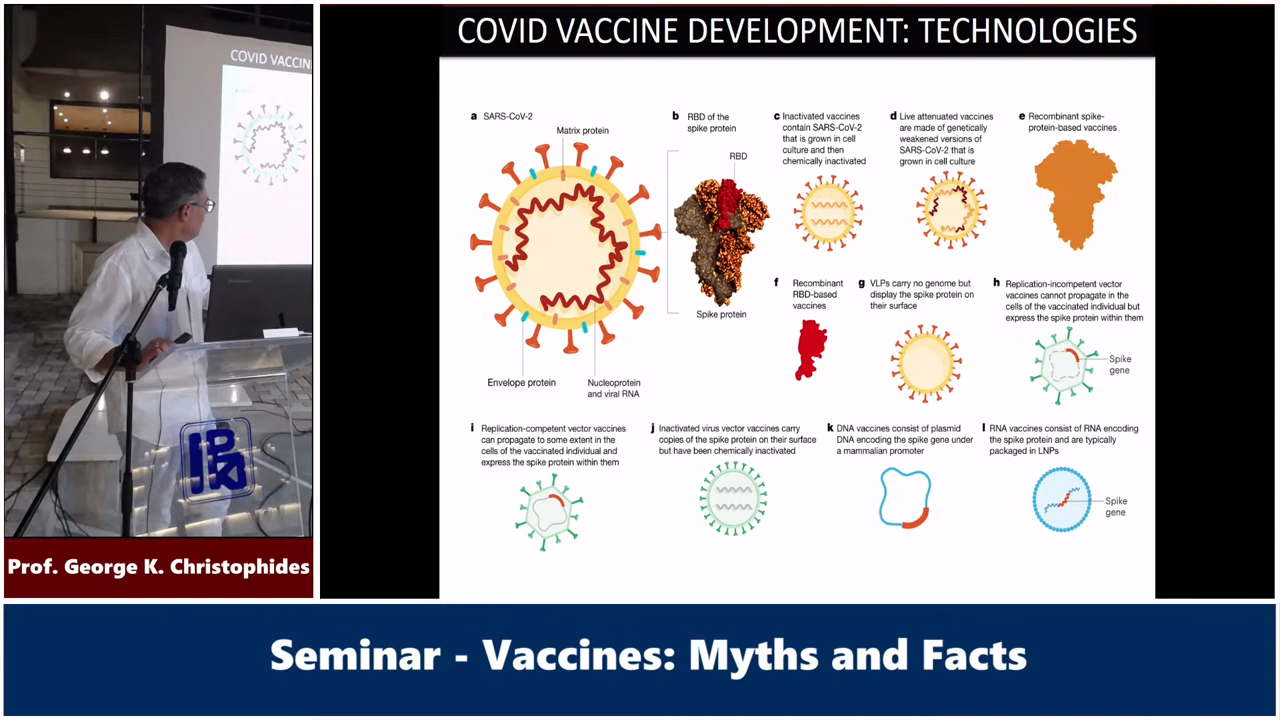 COVID VACCIN
COVID VACCINE DEVELOPMENT: TECHNOLOGIES
a SARS-CoV-2
Matrix protein
Envelope protein
Nucleoprotein
and viral RNA
b RBD of the
spike protein
RBD
Spike protein
c Inactivated vaccines
contain SARS-CoV-2
that is grown in cell
culture and then
chemically inactivated
d Live attenuated vaccines
are made of genetically
weakened versions of
SARS-CoV-2 that is
grown in cell culture
e Recombinant spike-
protein-based vaccines
f Recombinant
RBD-based
vaccines
g VLPs carry no genome but
display the spike protein on
their surface
h Replication-incompetent vector
vaccines cannot propagate in the
cells of the vaccinated individual but
express the spike protein within them
Spike
gene
i Replication-competent vector vaccines
can propagate to some extent in the
cells of the vaccinated individual and
express the spike protein within them
j Inactivated virus vector vaccines carry
copies of the spike protein on their surface
but have been chemically inactivated
k DNA vaccines consist of plasmid
DNA encoding the spike gene under
a mammalian promoter
l RNA vaccines consist of RNA encoding
the spike protein and are typically
packaged in LNPs
Spike
gene
Prof. George K. Christophides
Seminar - Vaccines: Myths and Facts